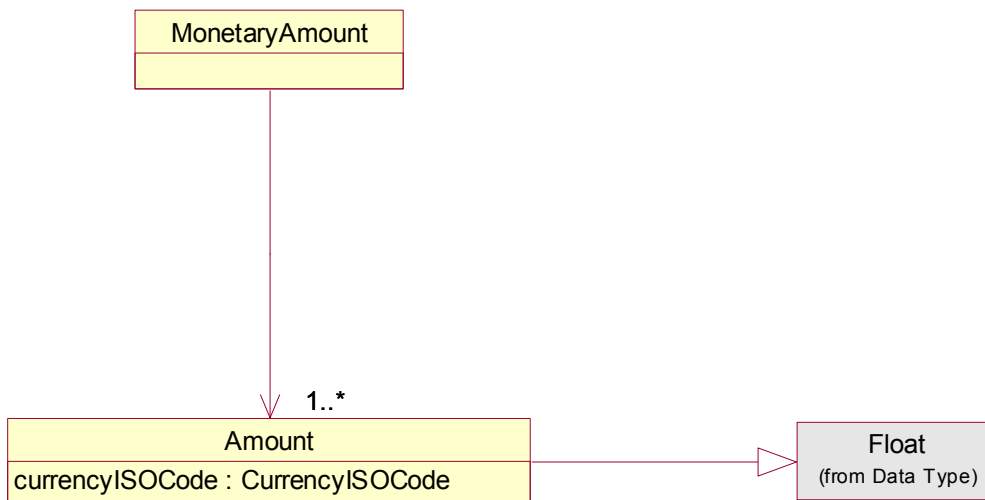 MonetaryAmount
1..*
Amount
currencyISOCode : CurrencyISOCode
Float
(from Data Type)